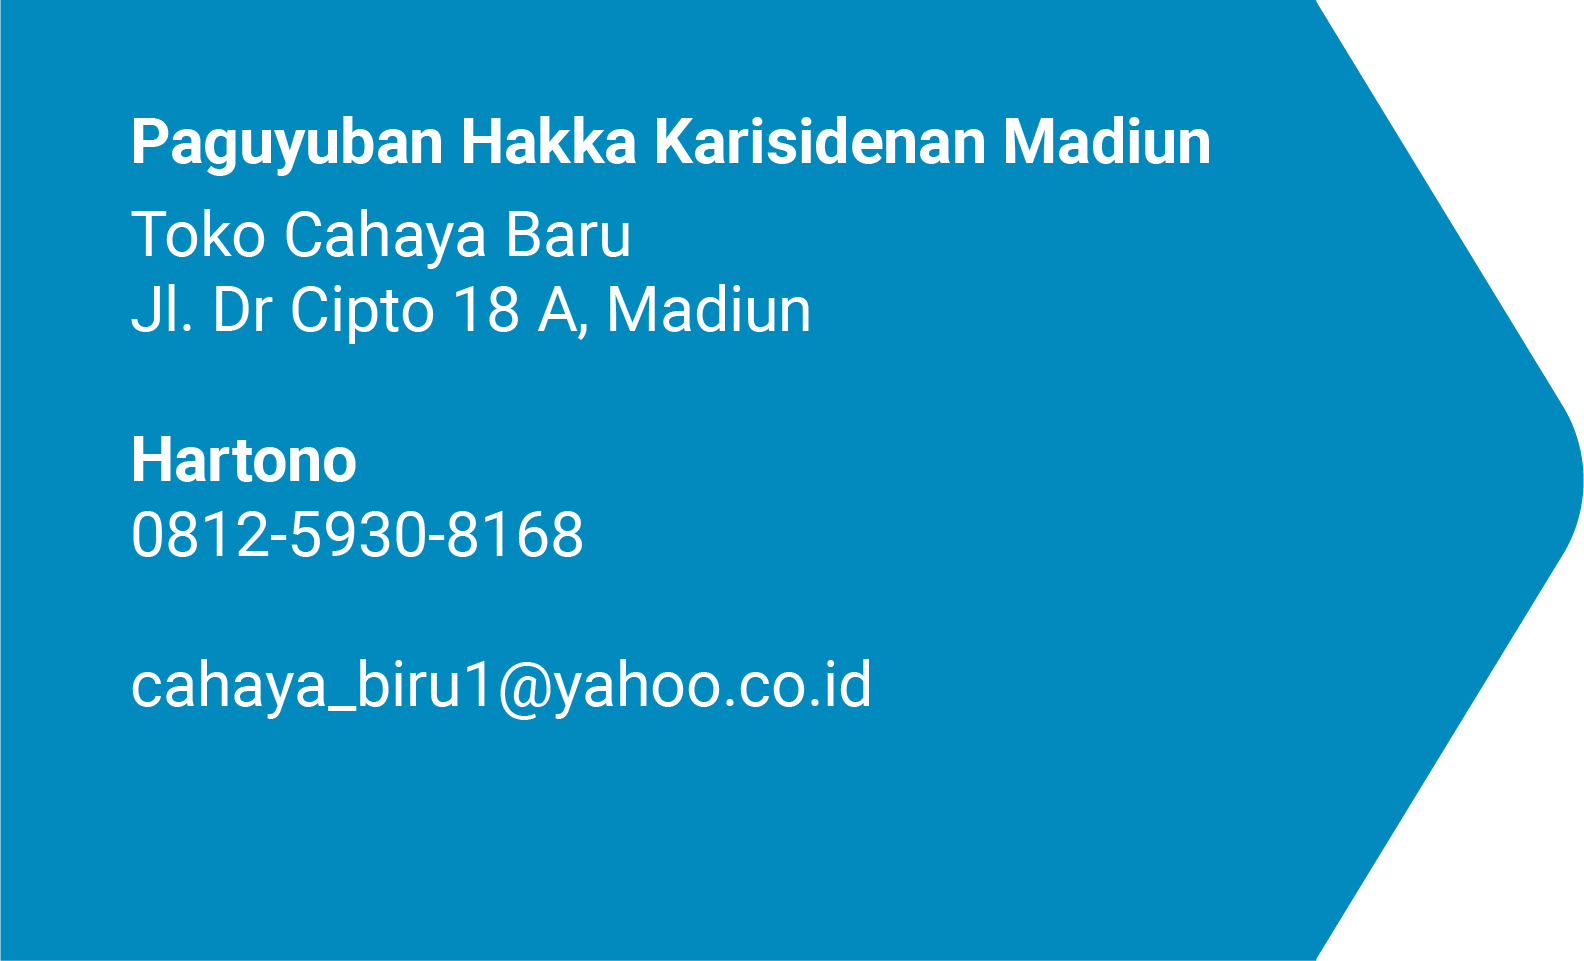 Paguyuban Hakka Karisidenan Madiun
Toko Cahaya Baru
Jl. Dr Cipto 18 A, Madiun
Hartono
0812-5930-8168
cahaya_biru1@yahoo.co.id